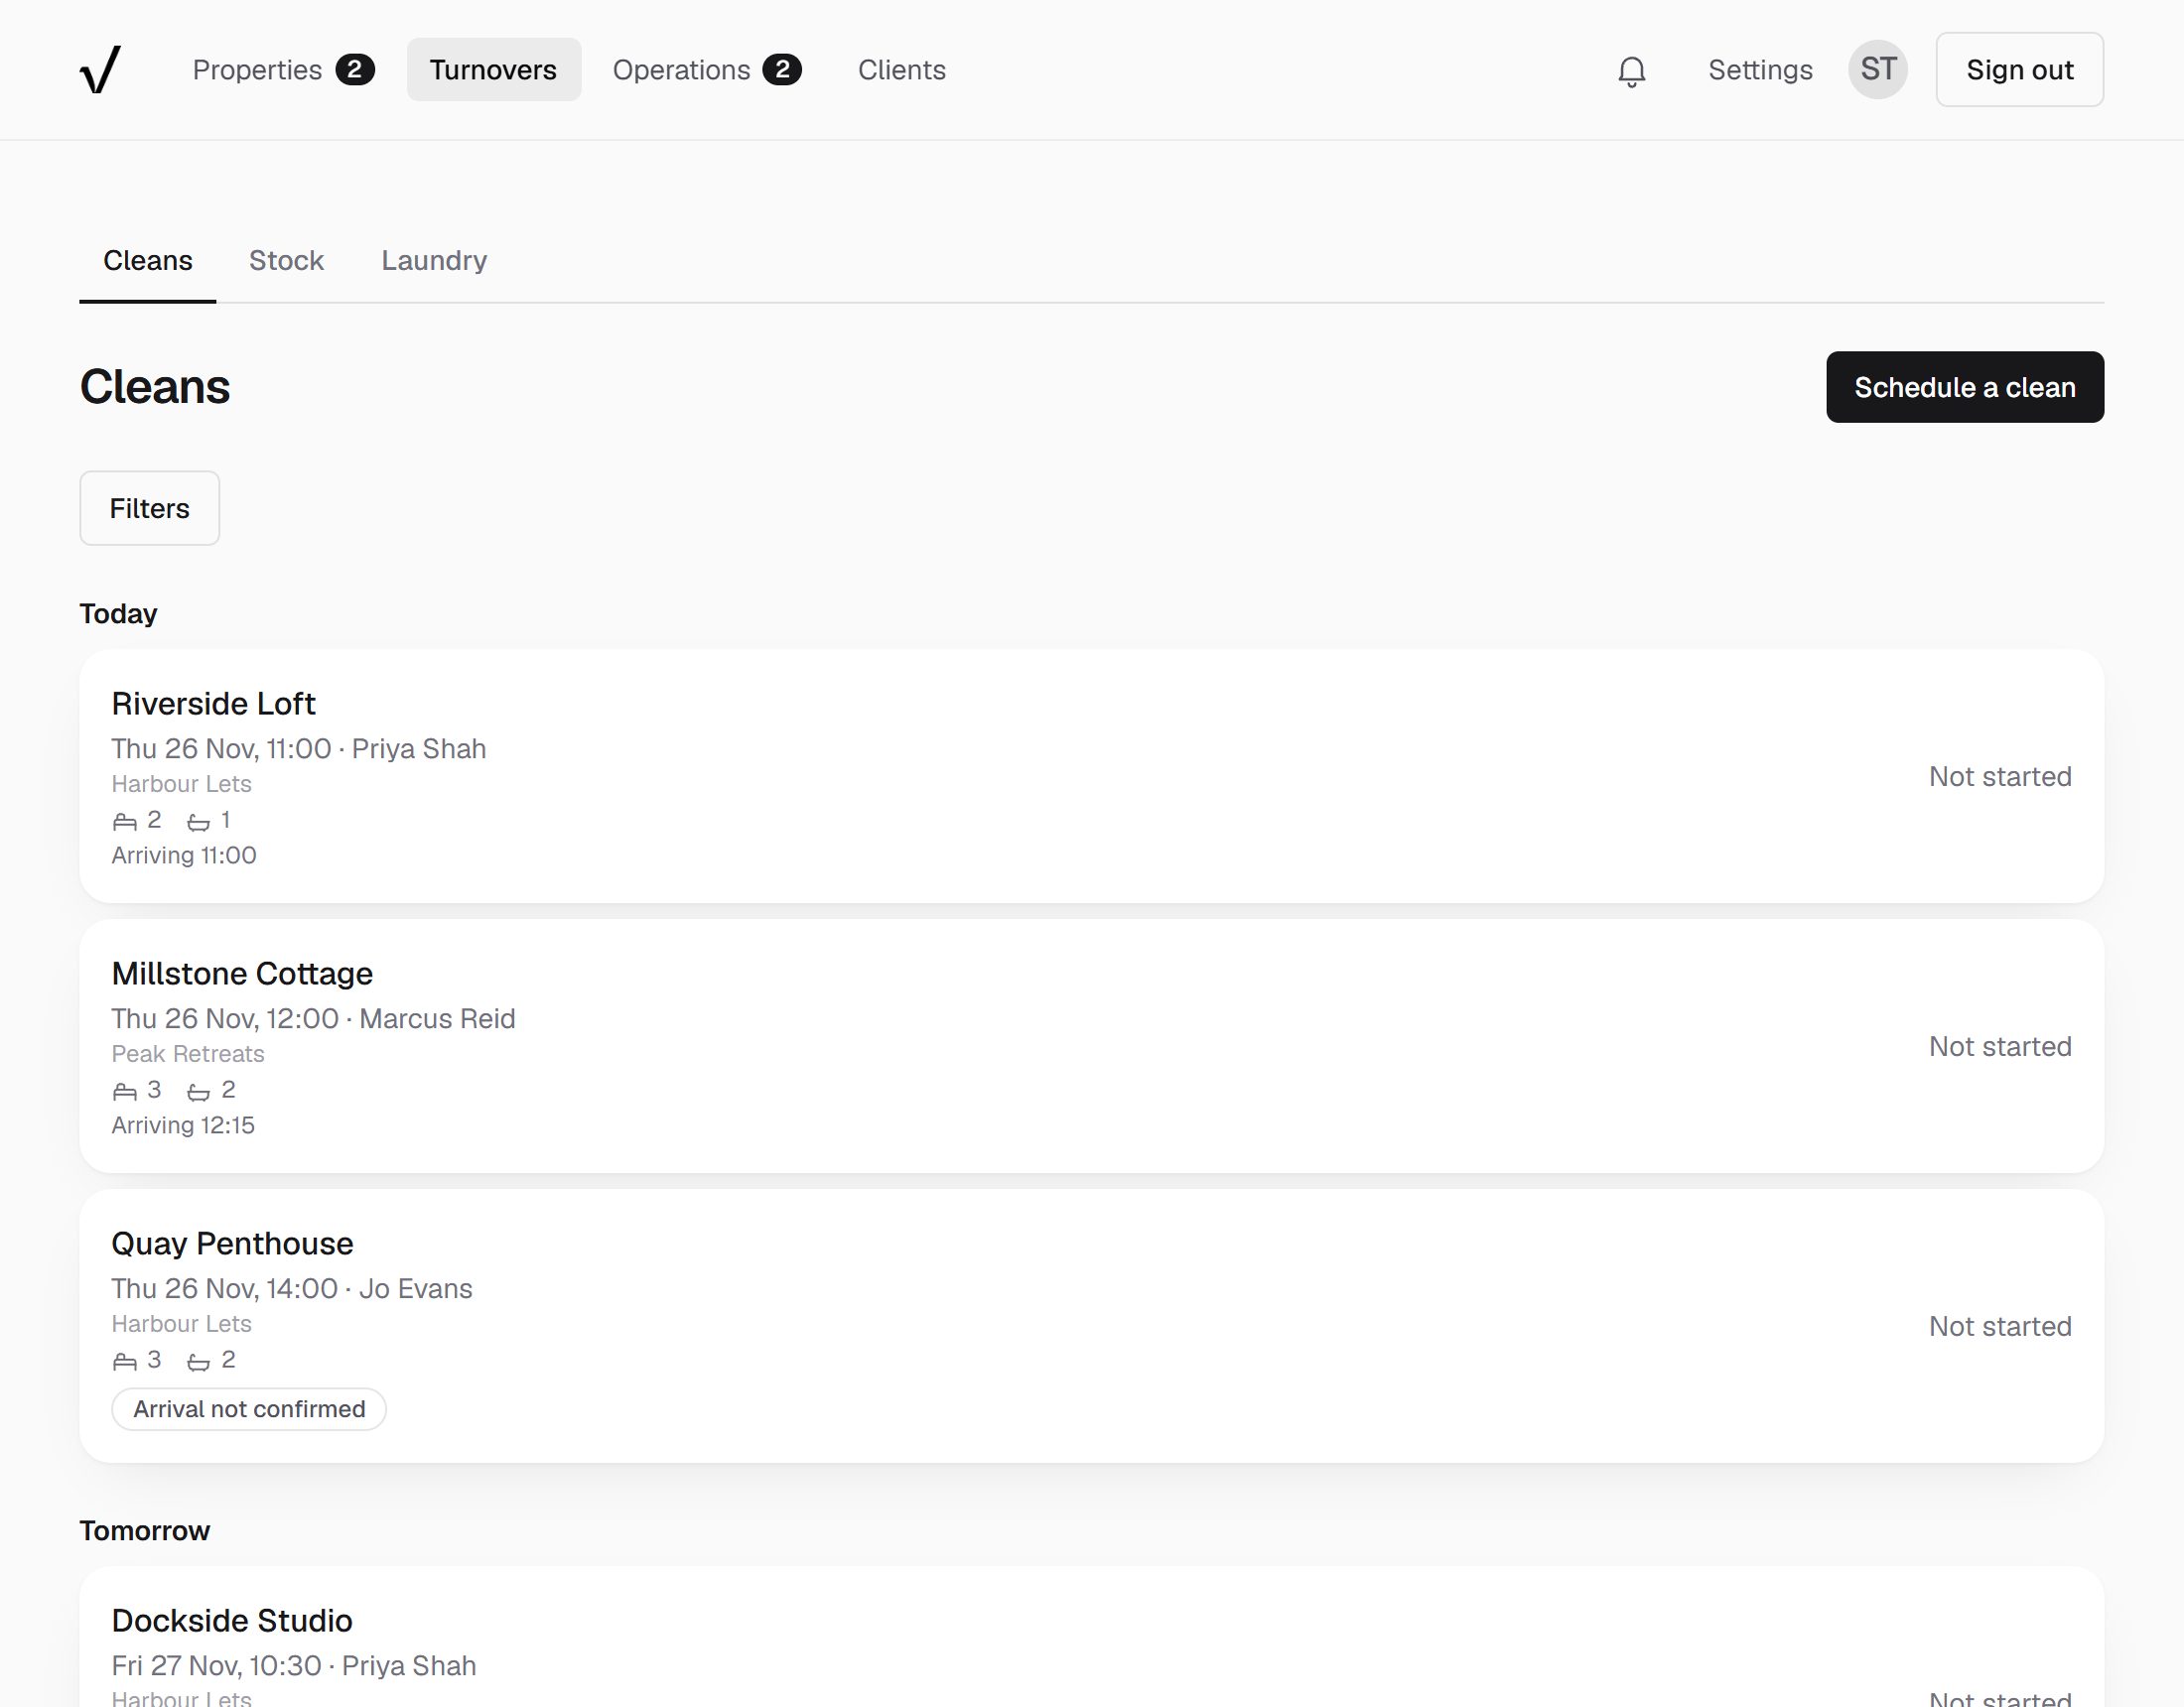 Properties 2 Turnovers Operations 2 Clients Settings ST Sign out
Cleans Stock Laundry
Cleans Schedule a clean
Filters
Today
Riverside Loft
Thu 26 Nov, 11:00 · Priya Shah
Harbour Lets
2 1
Arriving 11:00
Not started
Millstone Cottage
Thu 26 Nov, 12:00 · Marcus Reid
Peak Retreats
3 2
Arriving 12:15
Not started
Quay Penthouse
Thu 26 Nov, 14:00 · Jo Evans
Harbour Lets
3 2
Arrival not confirmed
Not started
Tomorrow
Dockside Studio
Fri 27 Nov, 10:30 · Priya Shah
Harbour Lets
Not started